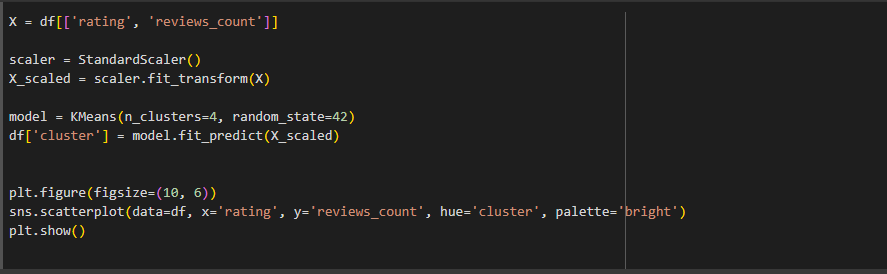 X = df[['rating', 'reviews_count']]
scaler = StandardScaler()
X_scaled = scaler.fit_transform(X)
model = KMeans(n_clusters=4, random_state=42)
df['cluster'] = model.fit_predict(X_scaled)
plt.figure(figsize=(10, 6))
sns.scatterplot(data=df, x='rating', y='reviews_count', hue='cluster', palette='bright')
plt.show()